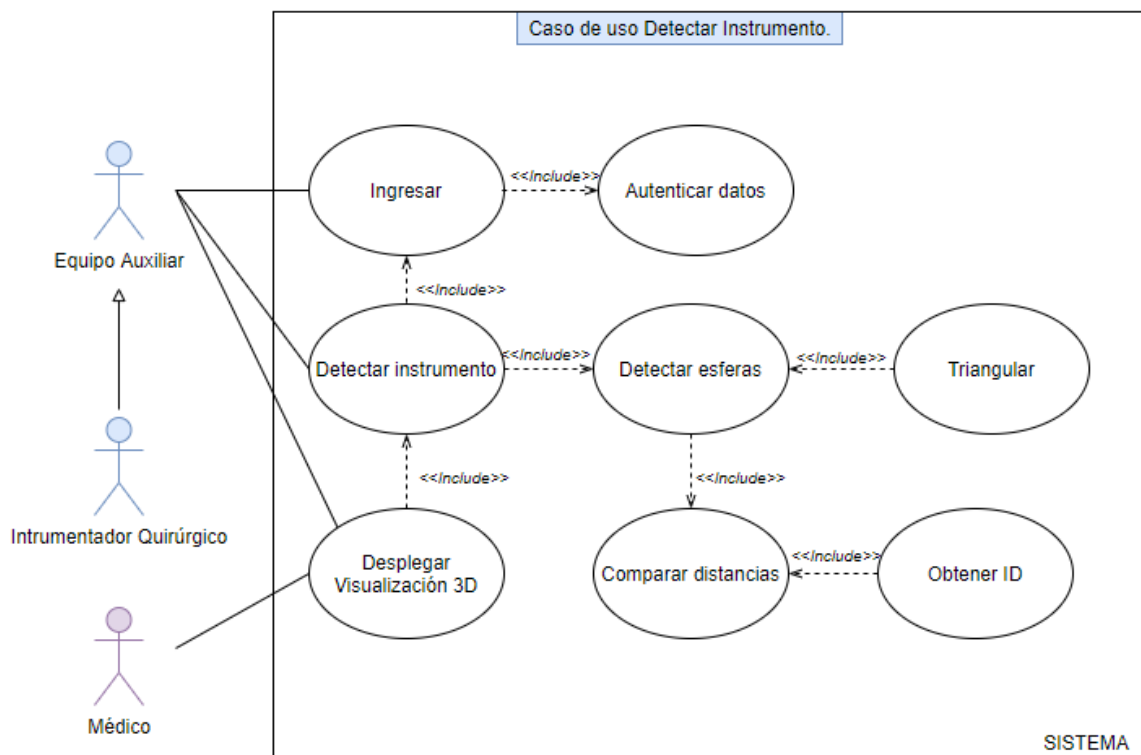 Caso de uso Detectar Instrumento.
Ingresar
<<Include>>
Autenticar datos
Equipo Auxiliar
<<Include>>
Detectar instrumento
<<Include>>
Detectar esferas
<<Include>>
Triangular
<<Include>>
<<Include>>
Intrumentador Quirúrgico
Desplegar
Visualización 3D
Comparar distancias
<<Include>>
Obtener ID
Médico
SISTEMA